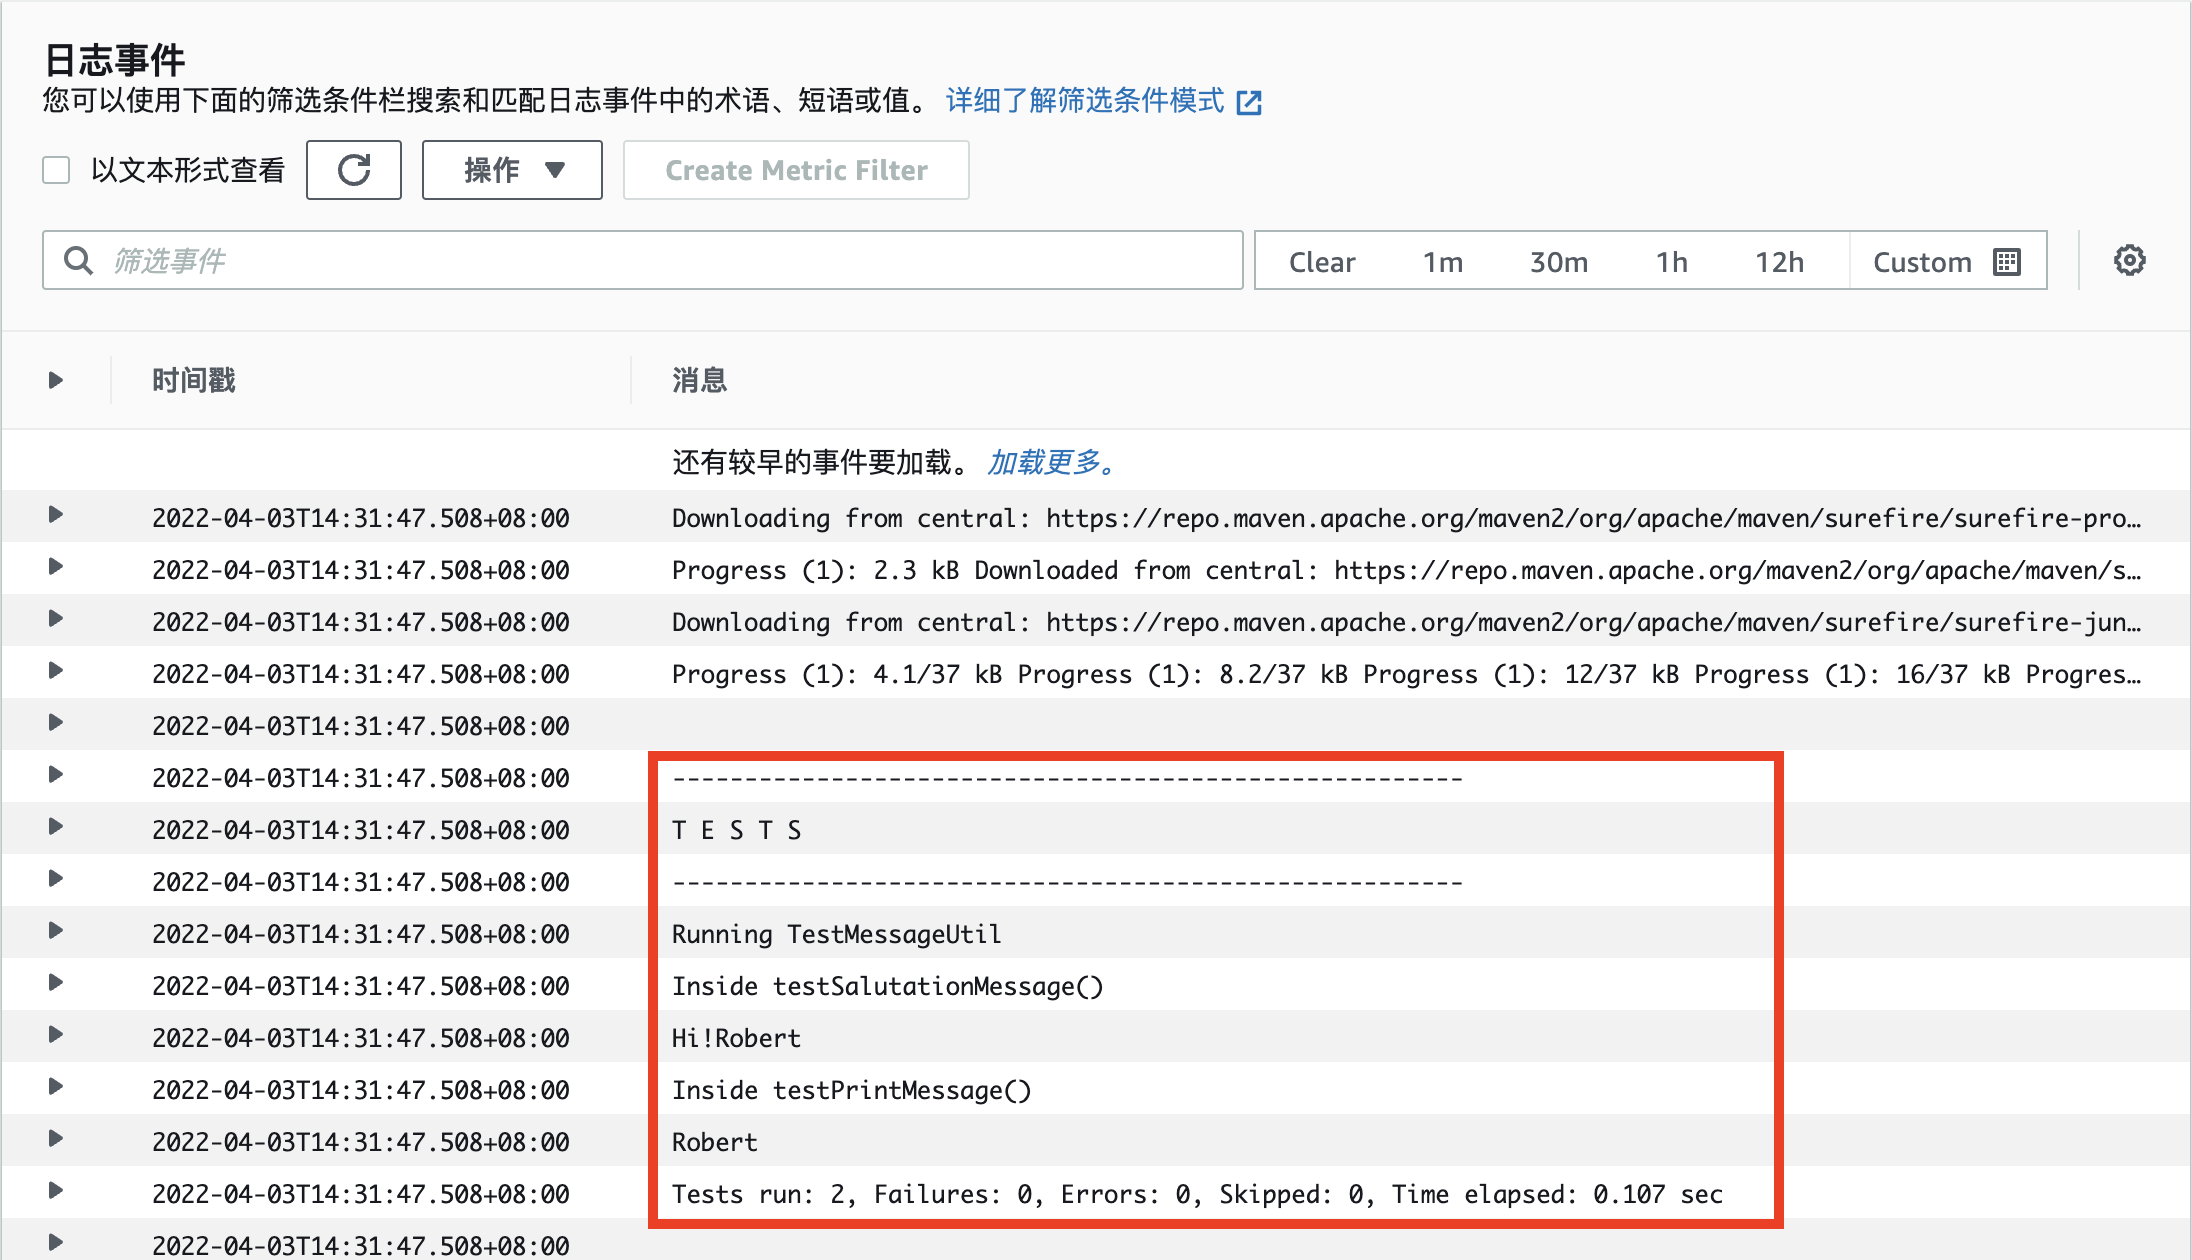 日志事件
您可以使用下面的筛选条件栏搜索和匹配日志事件中的术语、短语或值。 详细了解筛选条件模式
以文本形式查看 操作 Create Metric Filter
筛选事件 Clear 1m 30m 1h 12h Custom
时间戳 消息
还有较早的事件要加载。 加载更多。
2022-04-03T14:31:47.508+08:00 Downloading from central: https://repo.maven.apache.org/maven2/org/apache/maven/surefire/surefire-pro…
2022-04-03T14:31:47.508+08:00 Progress (1): 2.3 kB Downloaded from central: https://repo.maven.apache.org/maven2/org/apache/maven/s…
2022-04-03T14:31:47.508+08:00 Downloading from central: https://repo.maven.apache.org/maven2/org/apache/maven/surefire/surefire-jun…
2022-04-03T14:31:47.508+08:00 Progress (1): 4.1/37 kB Progress (1): 8.2/37 kB Progress (1): 12/37 kB Progress (1): 16/37 kB Progres…
2022-04-03T14:31:47.508+08:00
2022-04-03T14:31:47.508+08:00 -------------------------------------------------------
2022-04-03T14:31:47.508+08:00 T E S T S
2022-04-03T14:31:47.508+08:00 -------------------------------------------------------
2022-04-03T14:31:47.508+08:00 Running TestMessageUtil
2022-04-03T14:31:47.508+08:00 Inside testSalutationMessage()
2022-04-03T14:31:47.508+08:00 Hi!Robert
2022-04-03T14:31:47.508+08:00 Inside testPrintMessage()
2022-04-03T14:31:47.508+08:00 Robert
2022-04-03T14:31:47.508+08:00 Tests run: 2, Failures: 0, Errors: 0, Skipped: 0, Time elapsed: 0.107 sec
2022-04-03T14:31:47.508+08:00